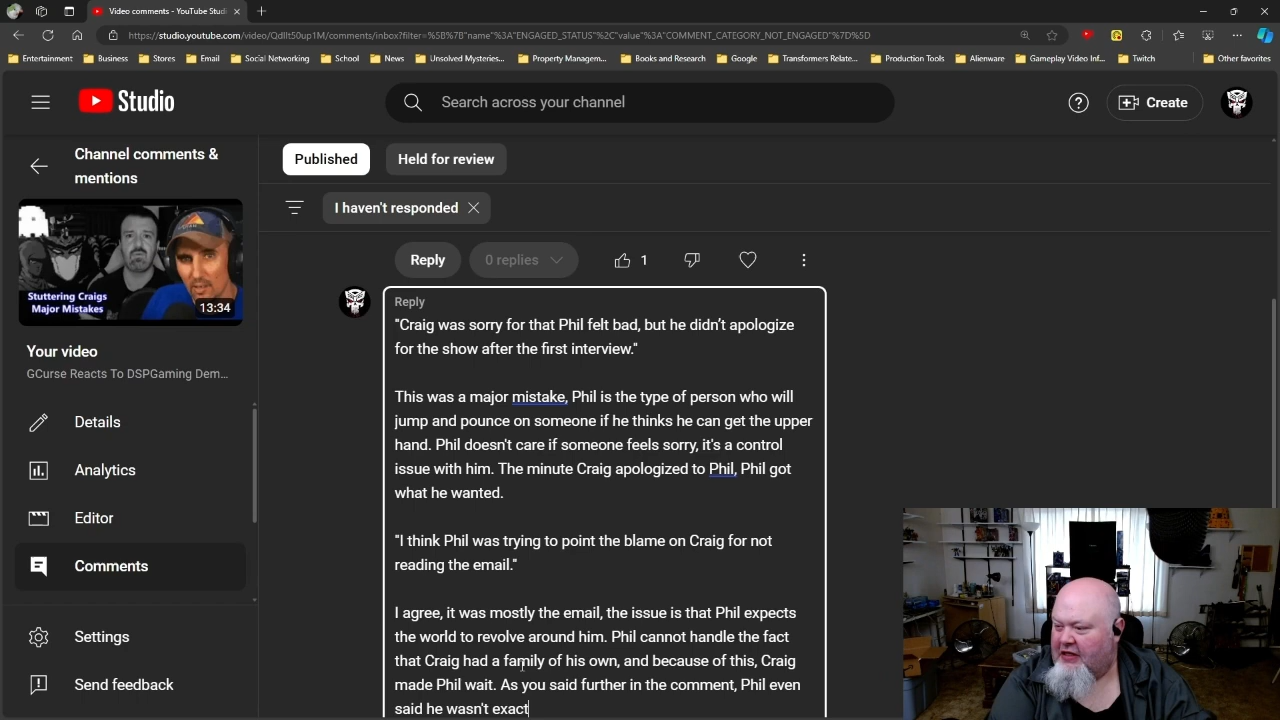 Video comments - YouTube Studi
https://studio.youtube.com/video/Qdllt50up1M/comments/inbox?filter=%5B%7B"name"%3A"ENGAGED_STATUS"%2C"value"%3A"COMMENT_CATEGORY_NOT_ENGAGED"%7D%5D
Entertainment Business Stores Email Social Networking School News Unsolved Mysteries... Property Managem... Books and Research Google Transformers Relate... Production Tools Alienware Gameplay Video Inf... Twitch Other favorites
Studio
Search across your channel
Create
Channel comments &
mentions
Published
Held for review
I haven't responded
Stuttering Craigs
Major Mistakes
13:34
Your video
GCurse Reacts To DSPGaming Dem...
Details
Analytics
Editor
Comments
Settings
Send feedback
Reply
0 replies
1
Reply
"Craig was sorry for that Phil felt bad, but he didn't apologize
for the show after the first interview."
This was a major mistake, Phil is the type of person who will
jump and pounce on someone if he thinks he can get the upper
hand. Phil doesn't care if someone feels sorry, it's a control
issue with him. The minute Craig apologized to Phil, Phil got
what he wanted.
"I think Phil was trying to point the blame on Craig for not
reading the email."
I agree, it was mostly the email, the issue is that Phil expects
the world to revolve around him. Phil cannot handle the fact
that Craig had a family of his own, and because of this, Craig
made Phil wait. As you said further in the comment, Phil even
said he wasn't exact